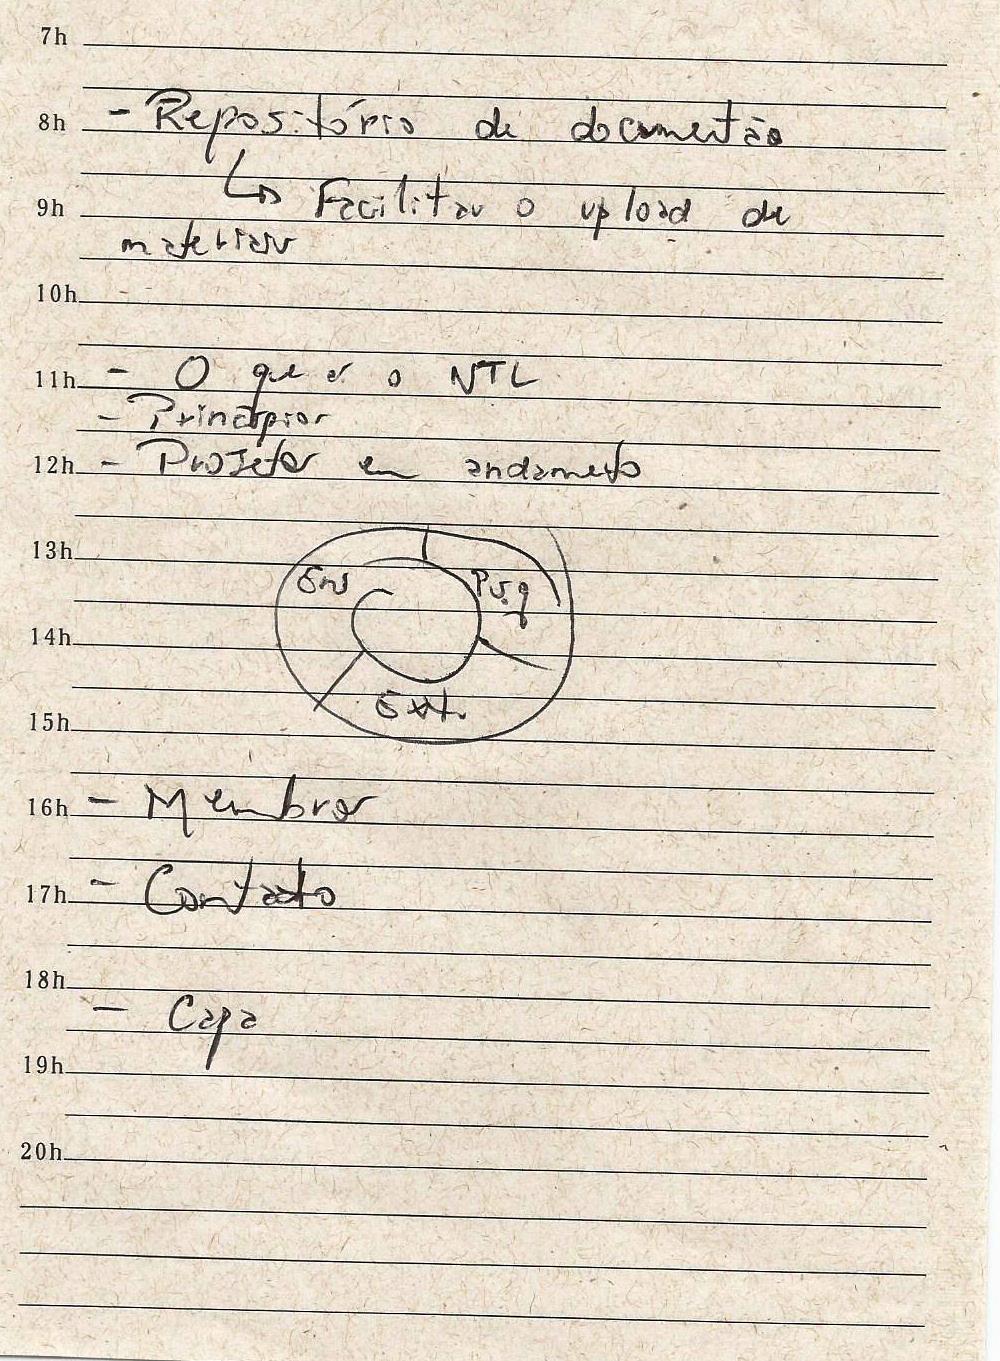 7h
8h - Repositório de documentão
9h ↳ Facilitar o upload de
materiais
10h
11h - O que é o NTL
- Princípios
12h - Projetos em andamento
13h
Ens Pesq
14h
Ext.
15h
16h - Membros
17h - Contato
18h
- Capa
19h
20h